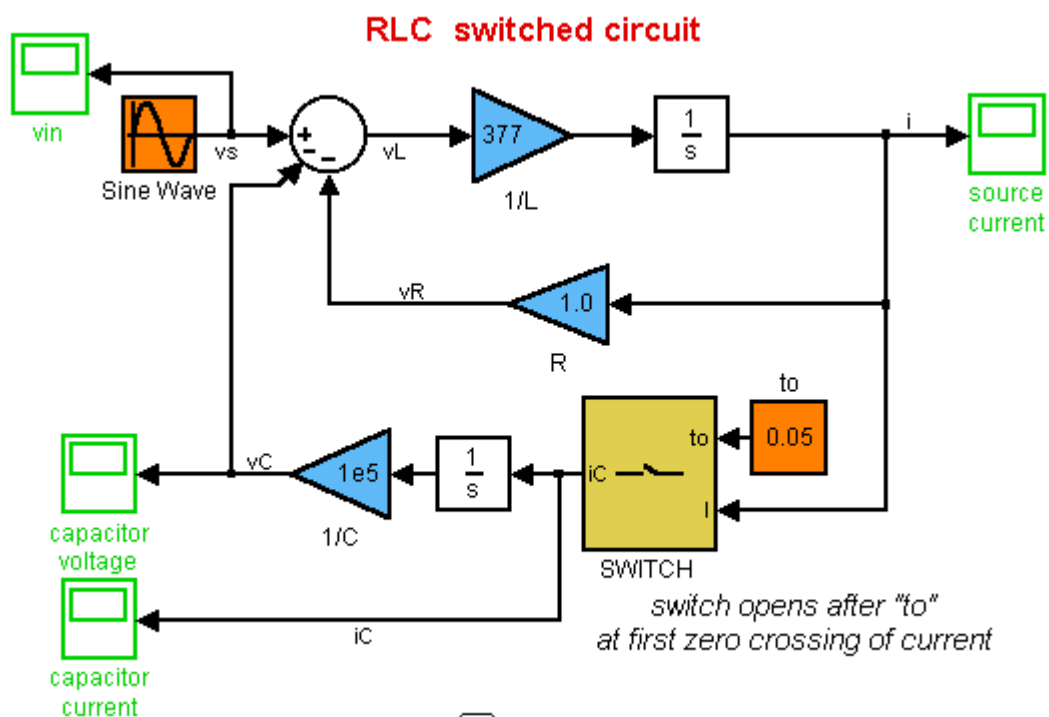 RLC switched circuit
vin
vs
Sine Wave
+
-
-
vL
377
1/L
1
s
i
source
current
vR
1.0
R
to
0.05
to
iC
I
SWITCH
1
s
1e5
1/C
vC
capacitor
voltage
iC
capacitor
current
switch opens after "to"
at first zero crossing of current